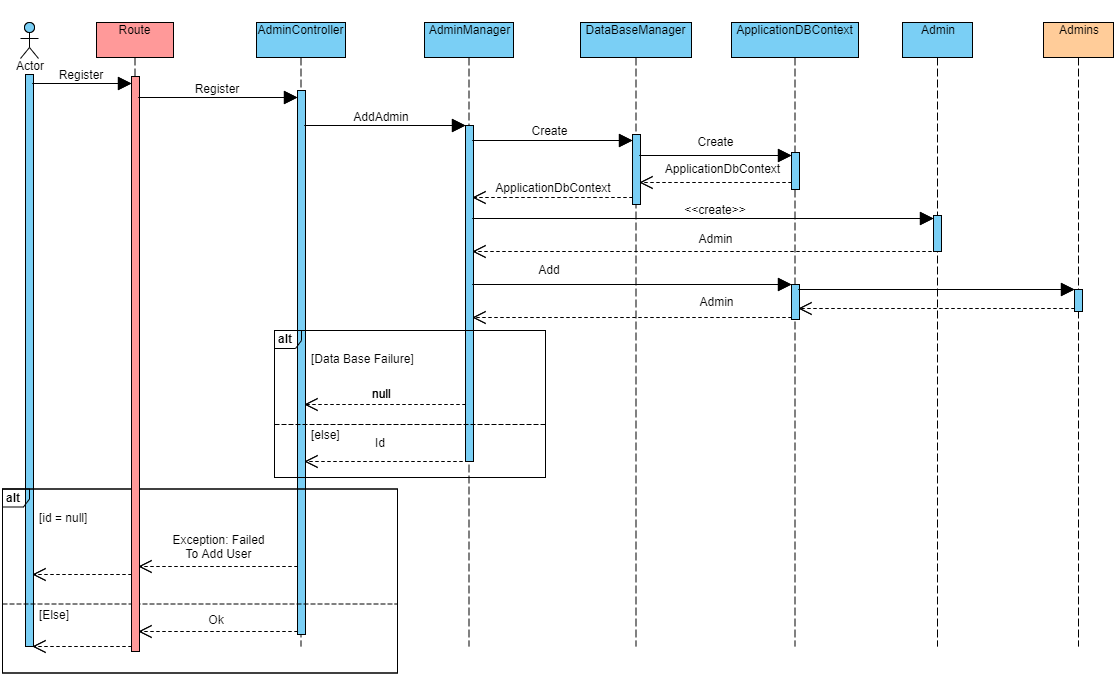 Route
AdminController
AdminManager
DataBaseManager
ApplicationDBContext
Admin
Admins
Actor
Register
Register
AddAdmin
Create
Create
ApplicationDbContext
ApplicationDbContext
<<create>>
Admin
Add
Admin
alt
[Data Base Failure]
null
[else]
Id
alt
[id = null]
Exception: Failed
To Add User
[Else]
Ok